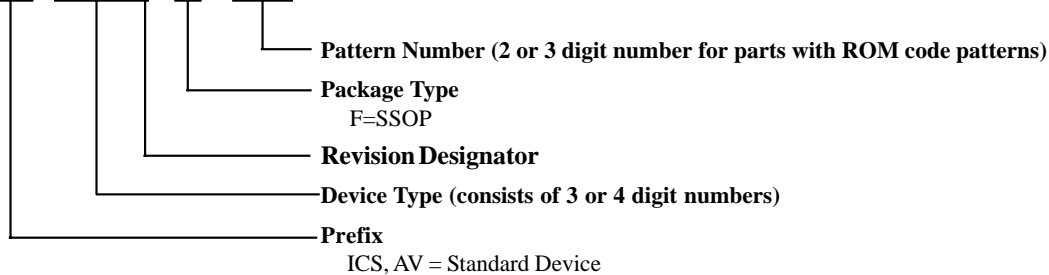 Pattern Number (2 or 3 digit number for parts with ROM code patterns)
Package Type
F=SSOP
Revision Designator
Device Type (consists of 3 or 4 digit numbers)
Prefix
ICS, AV = Standard Device